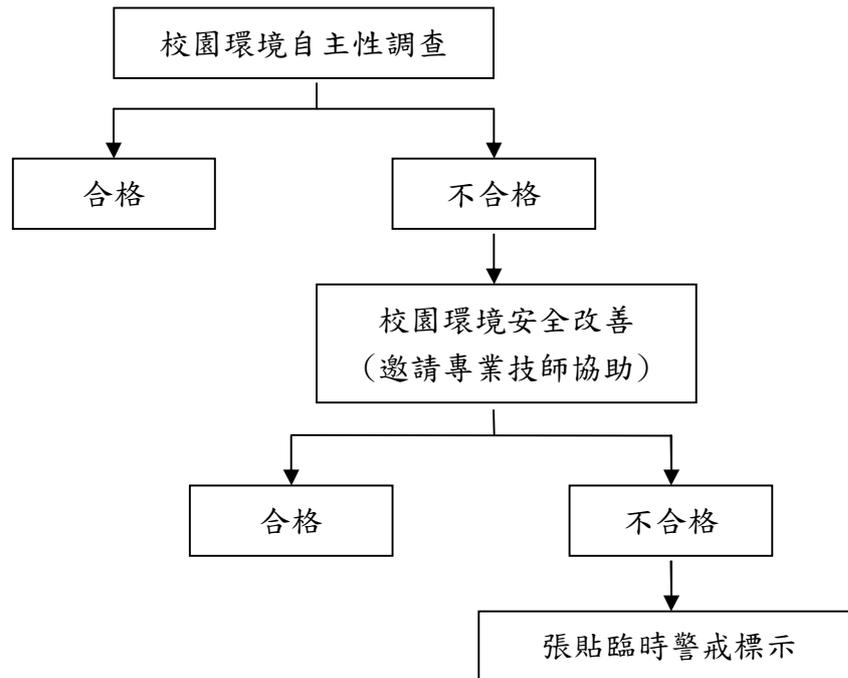 校園環境自主性調查
合格
不合格
校園環境安全改善
(邀請專業技師協助)
合格
不合格
張貼臨時警戒標示